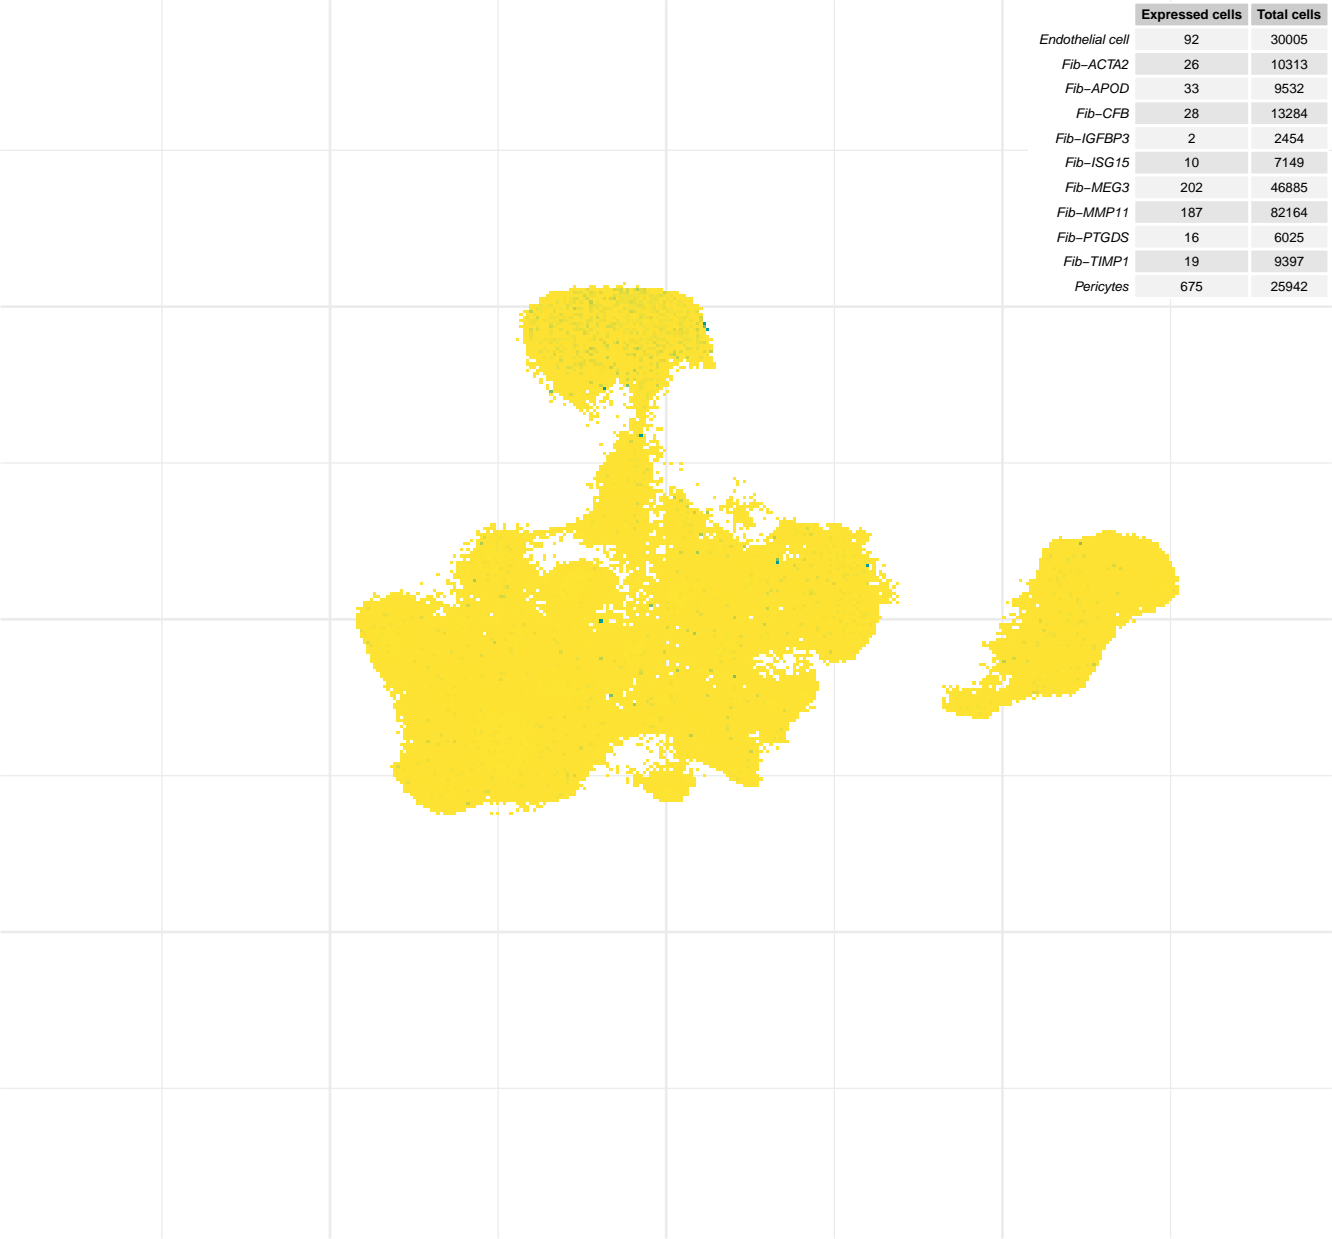 Expressed cells Total cells
Endothelial cell 92 30005
Fib−ACTA2 26 10313
Fib−APOD 33 9532
Fib−CFB 28 13284
Fib−IGFBP3 2 2454
Fib−ISG15 10 7149
Fib−MEG3 202 46885
Fib−MMP11 187 82164
Fib−PTGDS 16 6025
Fib−TIMP1 19 9397
Pericytes 675 25942